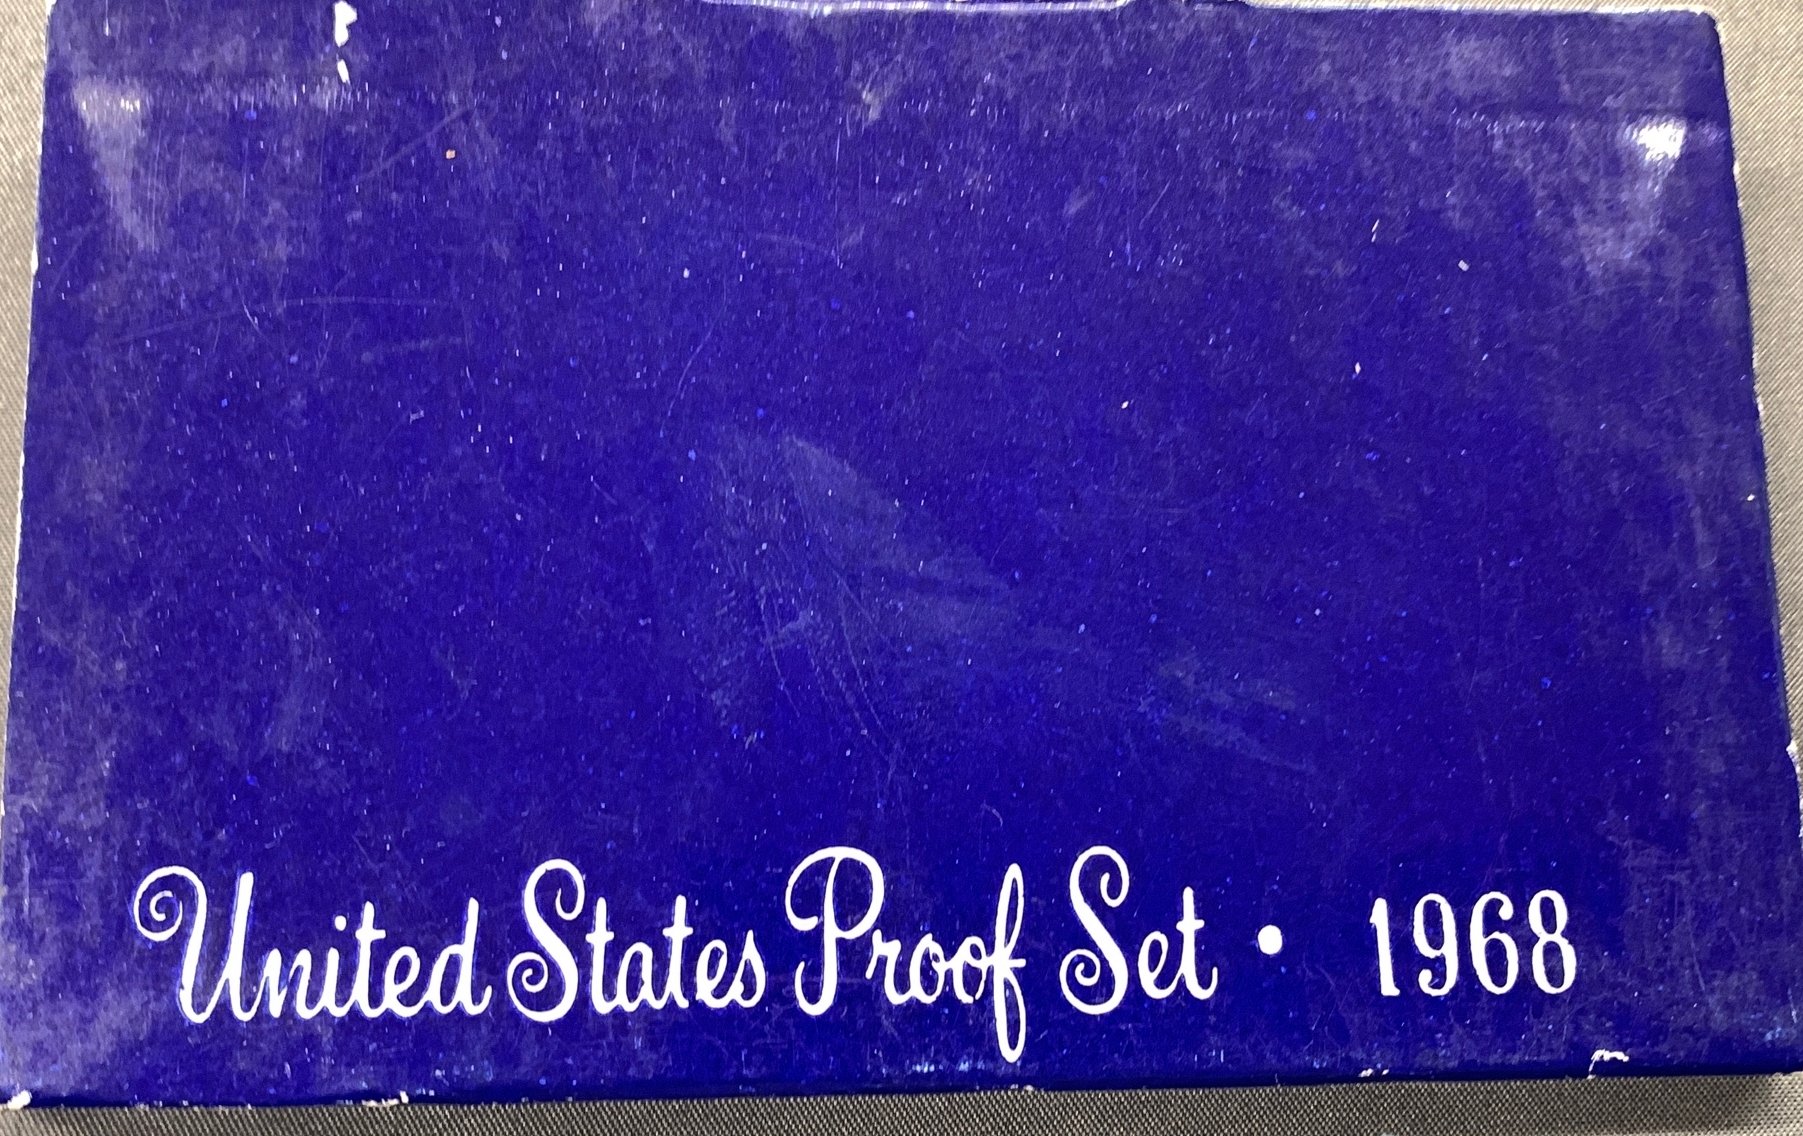 United States Proof Set • 1968